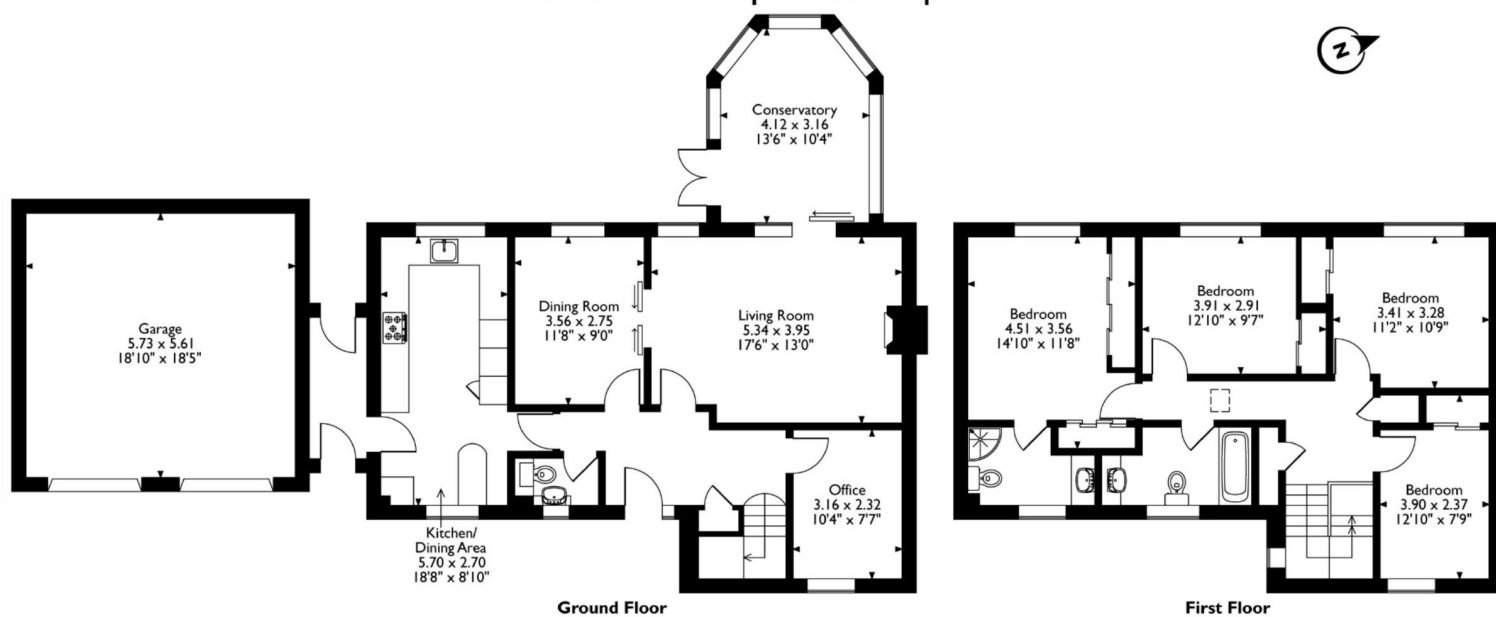 N
Conservatory
4.12 x 3.16
13'6" x 10'4"
Garage
5.73 x 5.61
18'10" x 18'5"
Dining Room
3.56 x 2.75
11'8" x 9'0"
Living Room
5.34 x 3.95
17'6" x 13'0"
Office
3.16 x 2.32
10'4" x 7'7"
Kitchen/
Dining Area
5.70 x 2.70
18'8" x 8'10"
Ground Floor
Bedroom
4.51 x 3.56
14'10" x 11'8"
Bedroom
3.91 x 2.91
12'10" x 9'7"
Bedroom
3.41 x 3.28
11'2" x 10'9"
Bedroom
3.90 x 2.37
12'10" x 7'9"
First Floor